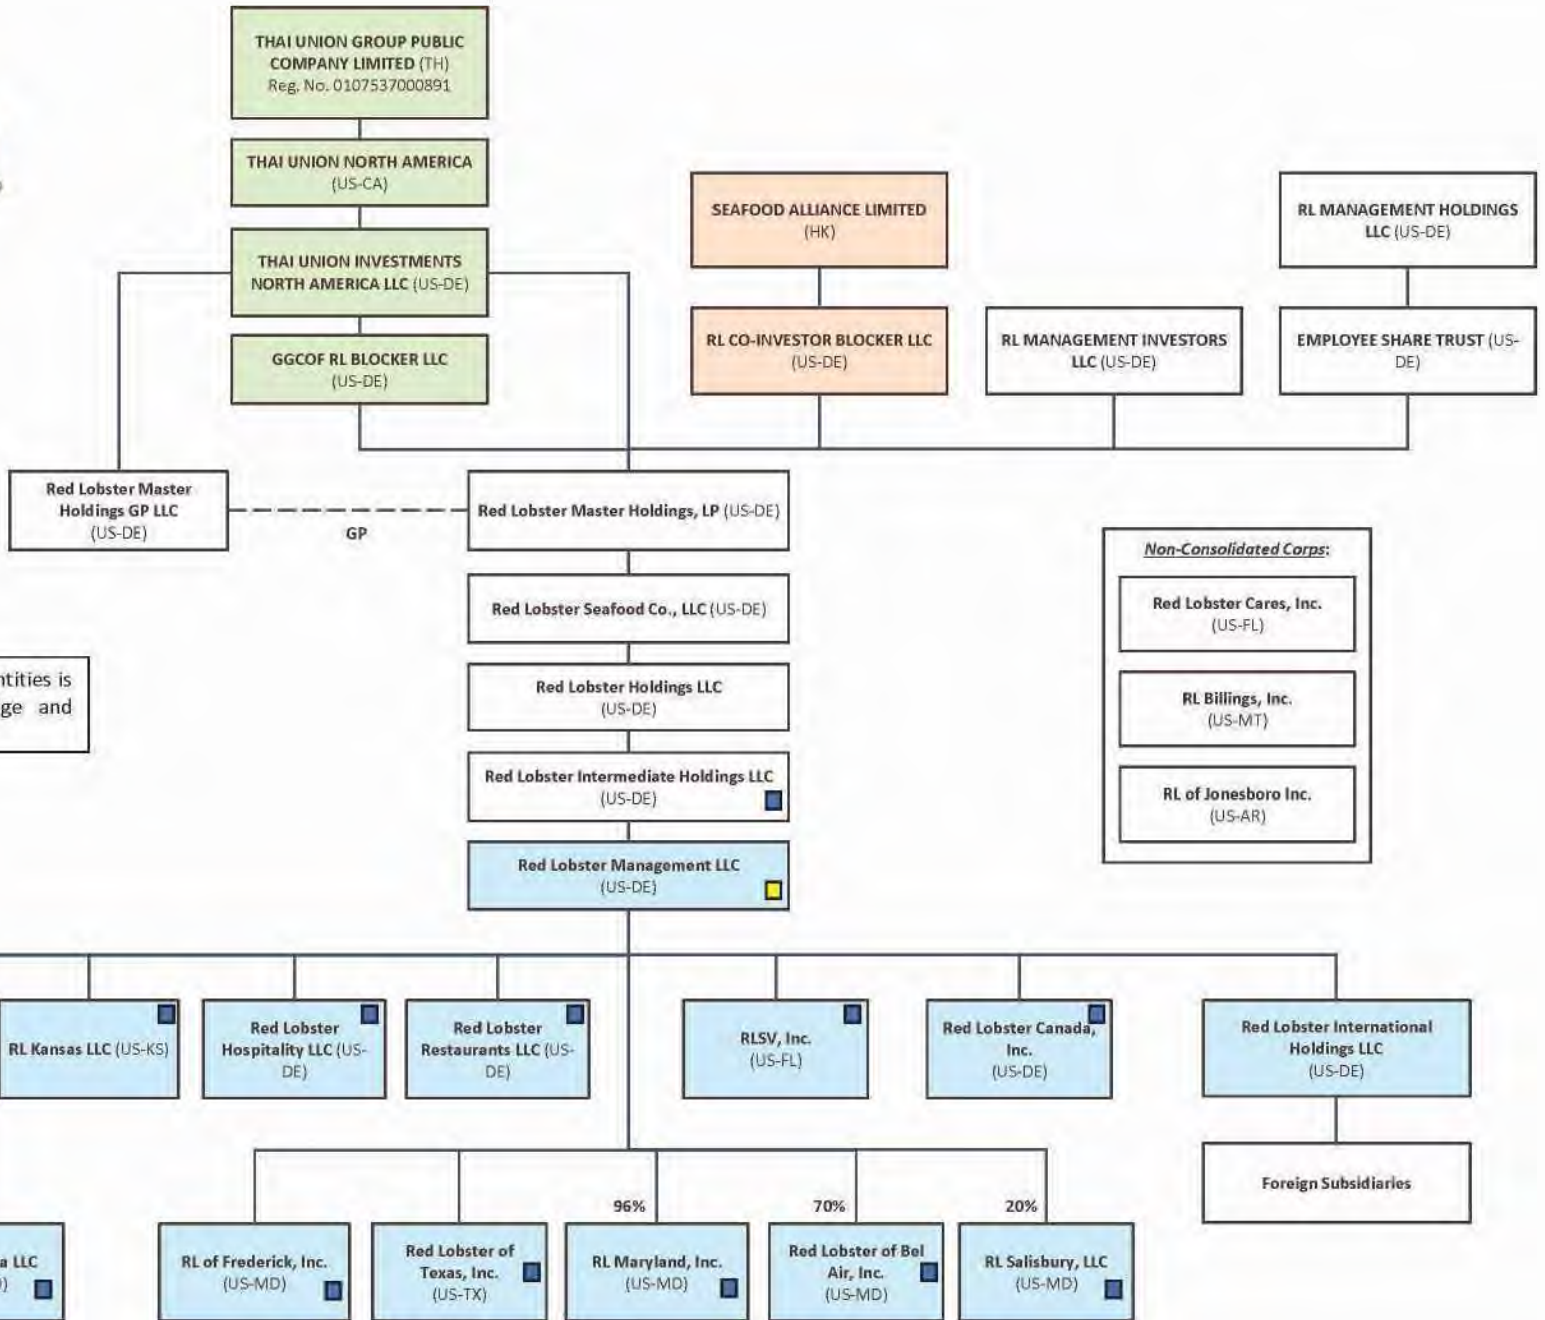 THAI UNION GROUP PUBLIC
COMPANY LIMITED (TH)
Reg. No. 0107537000891
THAI UNION NORTH AMERICA
(US-CA)
THAI UNION INVESTMENTS
NORTH AMERICA LLC (US-DE)
GGCOF RL BLOCKER LLC
(US-DE)
SEAFOOD ALLIANCE LIMITED
(HK)
RL CO-INVESTOR BLOCKER LLC
(US-DE)
RL MANAGEMENT INVESTORS
LLC (US-DE)
RL MANAGEMENT HOLDINGS
LLC (US-DE)
EMPLOYEE SHARE TRUST (US-
DE)
Red Lobster Master
Holdings GP LLC
(US-DE)
GP
Red Lobster Master Holdings, LP (US-DE)
Red Lobster Seafood Co., LLC (US-DE)
Red Lobster Holdings LLC
(US-DE)
Red Lobster Intermediate Holdings LLC
(US-DE)
Red Lobster Management LLC
(US-DE)
Non-Consolidated Corps:
Red Lobster Cares, Inc.
(US-FL)
RL Billings, Inc.
(US-MT)
RL of Jonesboro Inc.
(US-AR)
ntities is
ge and
RL Kansas LLC (US-KS)
Red Lobster
Hospitality LLC (US-
DE)
Red Lobster
Restaurants LLC (US-
DE)
RLSV, Inc.
(US-FL)
Red Lobster Canada,
Inc.
(US-DE)
Red Lobster International
Holdings LLC
(US-DE)
Foreign Subsidiaries
a LLC
)
RL of Frederick, Inc.
(US-MD)
Red Lobster of
Texas, Inc.
(US-TX)
96%
RL Maryland, Inc.
(US-MD)
70%
Red Lobster of Bel
Air, Inc.
(US-MD)
20%
RL Salisbury, LLC
(US-MD)